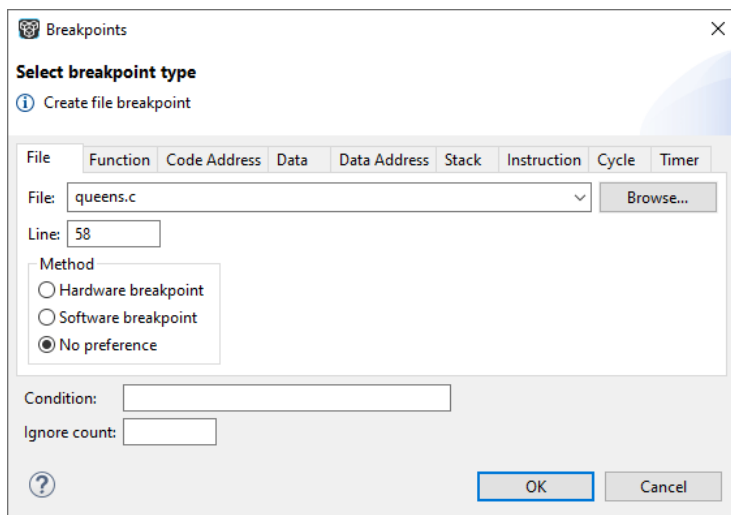 Breakpoints
Select breakpoint type
Create file breakpoint
File Function Code Address Data Data Address Stack Instruction Cycle Timer
File: queens.c Browse...
Line: 58
Method
Hardware breakpoint
Software breakpoint
No preference
Condition:
Ignore count:
? OK Cancel